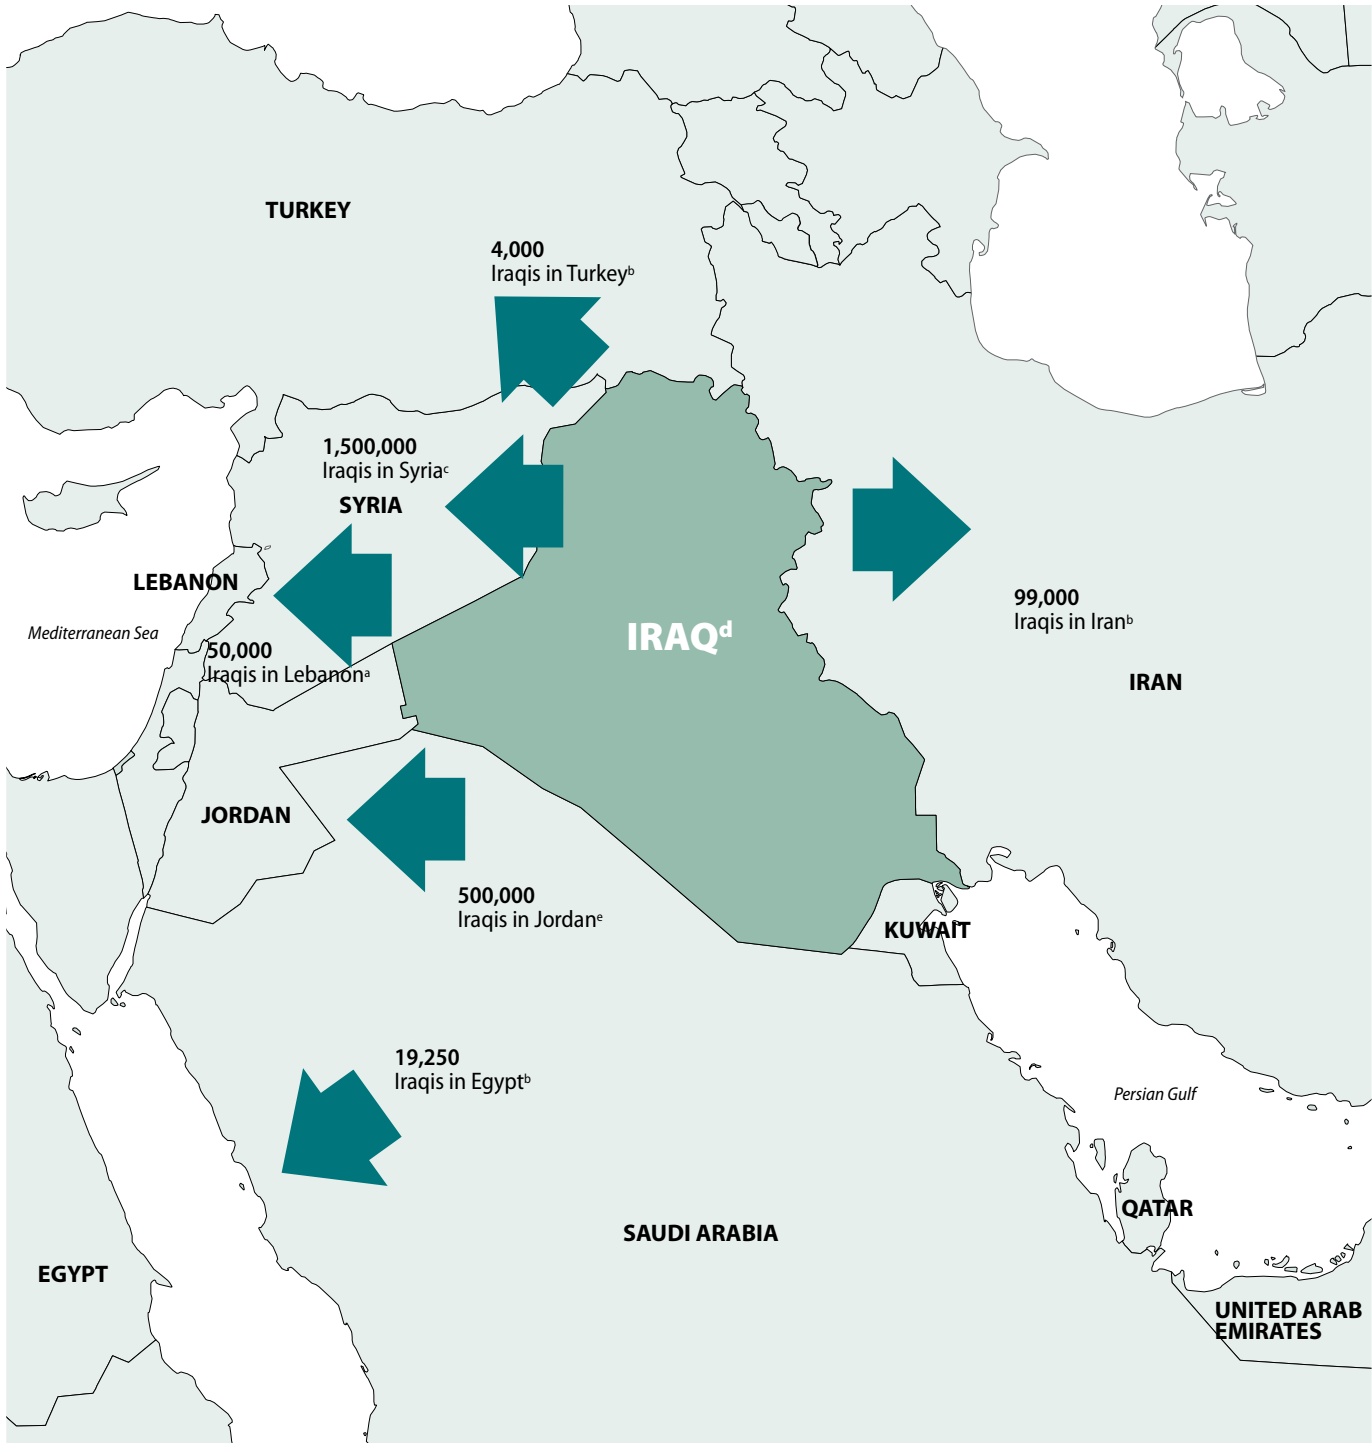 TURKEY
4,000
Iraqis in Turkeyᵇ
1,500,000
Iraqis in Syriaᶜ
SYRIA
LEBANON
Mediterranean Sea
50,000
Iraqis in Lebanonᵃ
IRAQᵈ
99,000
Iraqis in Iranᵇ
IRAN
JORDAN
500,000
Iraqis in Jordanᵉ
KUWAIT
19,250
Iraqis in Egyptᵇ
Persian Gulf
QATAR
SAUDI ARABIA
EGYPT
UNITED ARAB
EMIRATES